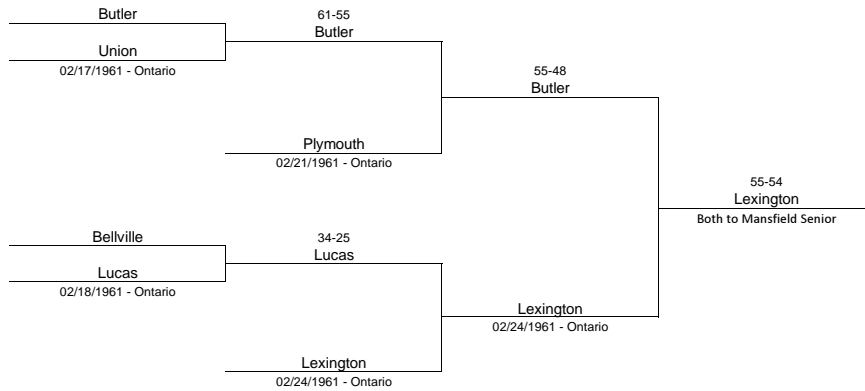 Butler
Union
02/17/1961 - Ontario
61-55
Butler
Plymouth
02/21/1961 - Ontario
55-48
Butler
Bellville
Lucas
02/18/1961 - Ontario
34-25
Lucas
Lexington
02/24/1961 - Ontario
Lexington
02/24/1961 - Ontario
55-54
Lexington
Both to Mansfield Senior